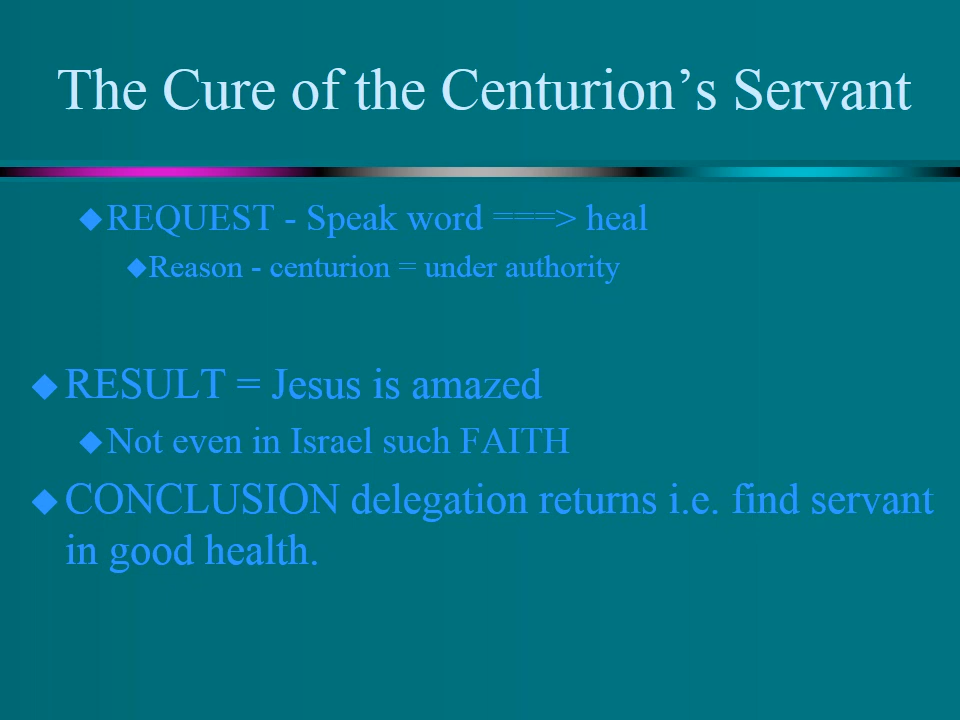 The Cure of the Centurion’s Servant
◆REQUEST - Speak word ===> heal
◆Reason - centurion = under authority
◆RESULT = Jesus is amazed
◆Not even in Israel such FAITH
◆CONCLUSION delegation returns i.e. find servant
in good health.